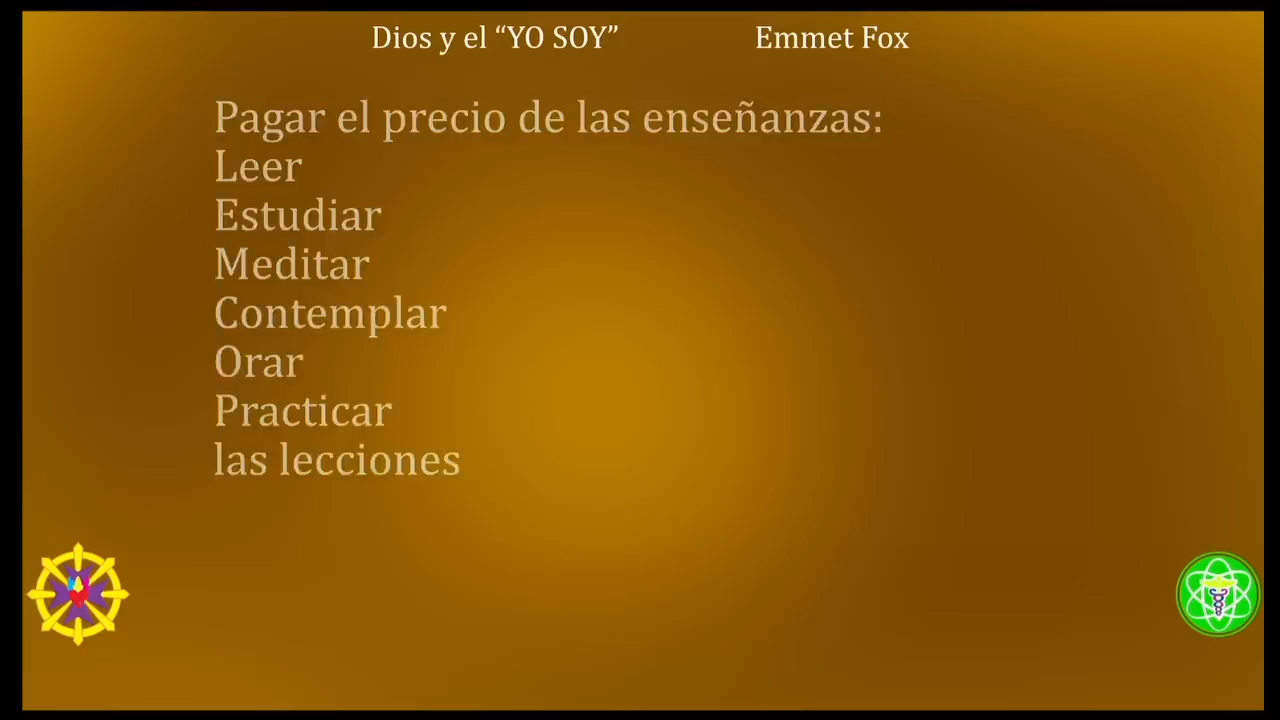 Dios y el “YO SOY” Emmet Fox
Pagar el precio de las enseñanzas:
Leer
Estudiar
Meditar
Contemplar
Orar
Practicar
las lecciones